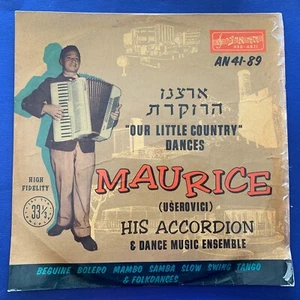 AN 41-89
ארצנו
הרוקדת
"OUR LITTLE COUNTRY"
DANCES
MAURICE
(UŠEROVICI)
HIS ACCORDION
& DANCE MUSIC ENSEMBLE
HIGH
FIDELITY
33⅓
BEGUINE BOLERO MAMBO SAMBA SLOW SWING TANGO
& FOLKDANCES